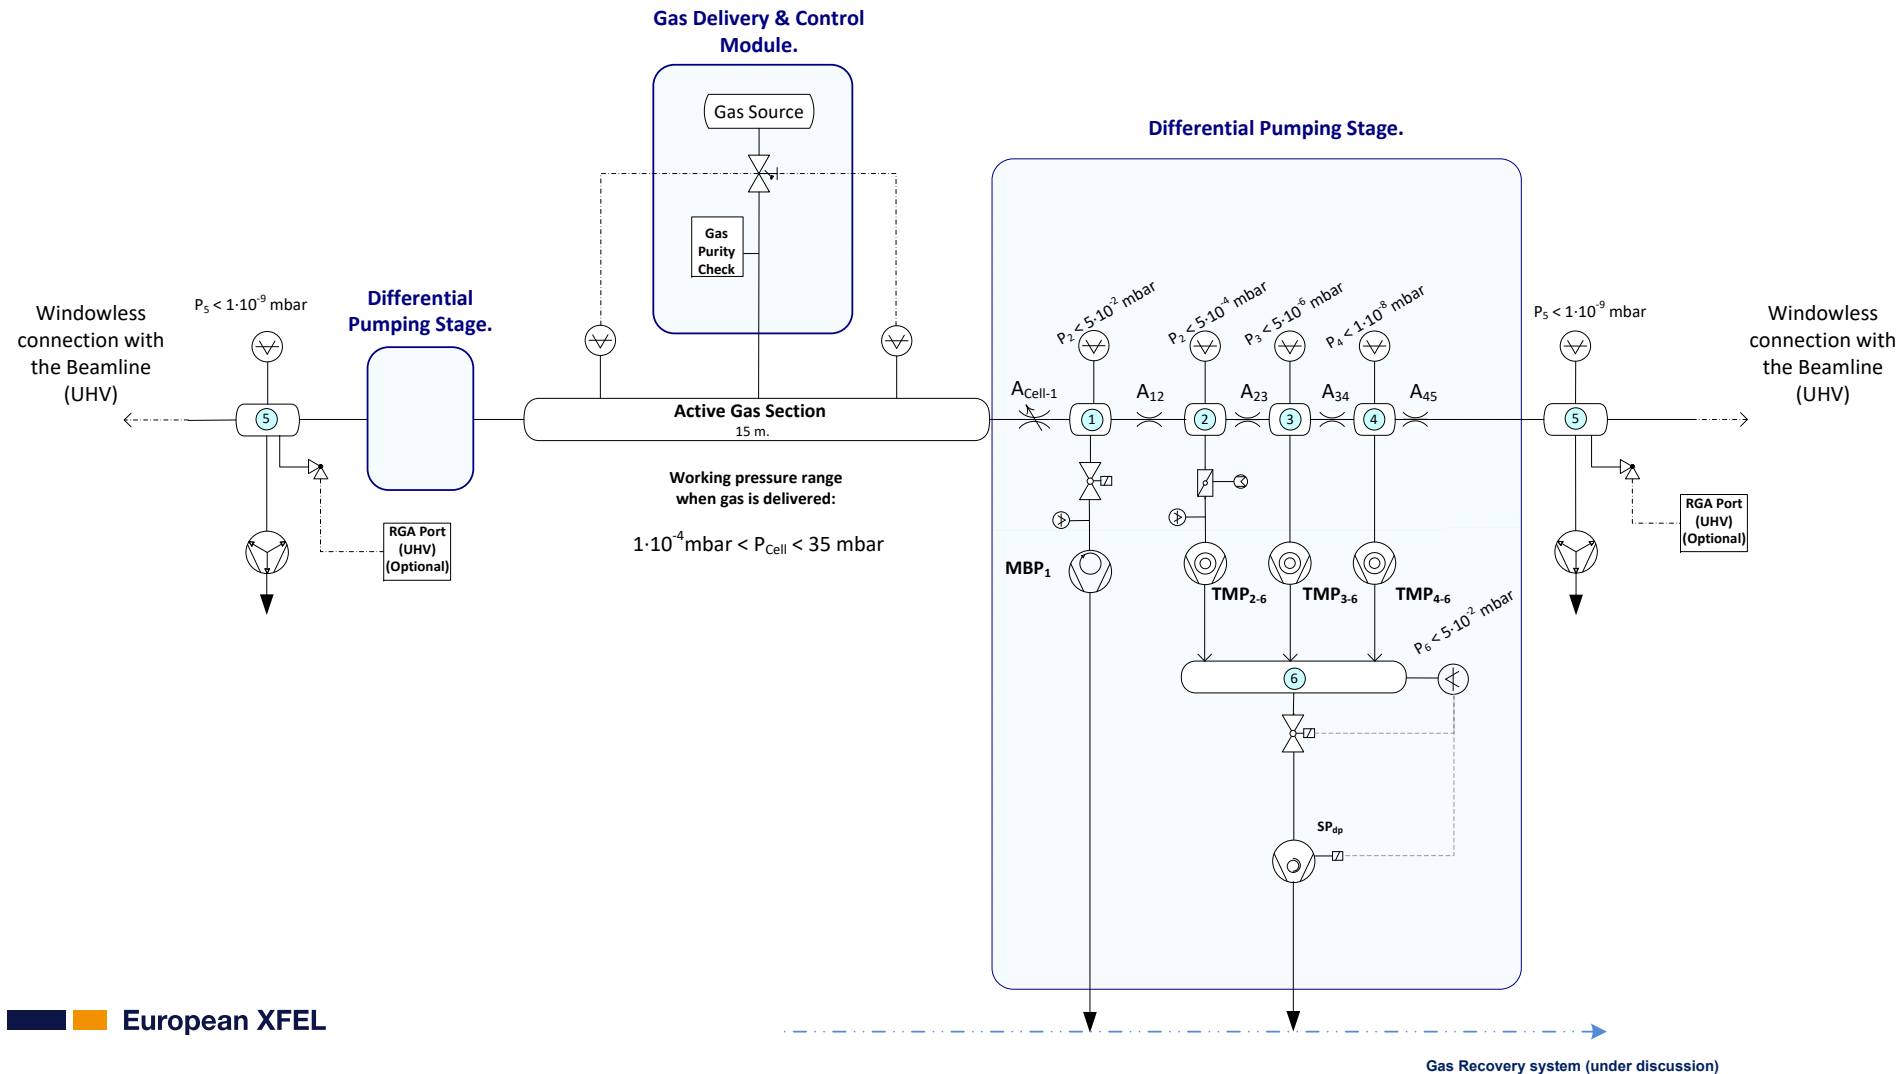 Gas Delivery & Control
Module.
Gas Source
Gas
Purity
Check
Differential Pumping Stage.
Windowless
connection with
the Beamline
(UHV)
P5 < 1·10-9 mbar
Differential
Pumping Stage.
P2 < 5·10-2 mbar
P2 < 5·10-4 mbar
P3 < 5·10-6 mbar
P4 < 1·10-8 mbar
P5 < 1·10-9 mbar
Windowless
connection with
the Beamline
(UHV)
ACell-1
A12
A23
A34
A45
5
Active Gas Section
15 m.
1
2
3
4
5
Working pressure range
when gas is delivered:
1·10-4mbar < PCell < 35 mbar
RGA Port
(UHV)
(Optional)
RGA Port
(UHV)
(Optional)
MBP1
TMP2-6
TMP3-6
TMP4-6
P6 < 5·10-2 mbar
6
SPdp
European XFEL
Gas Recovery system (under discussion)